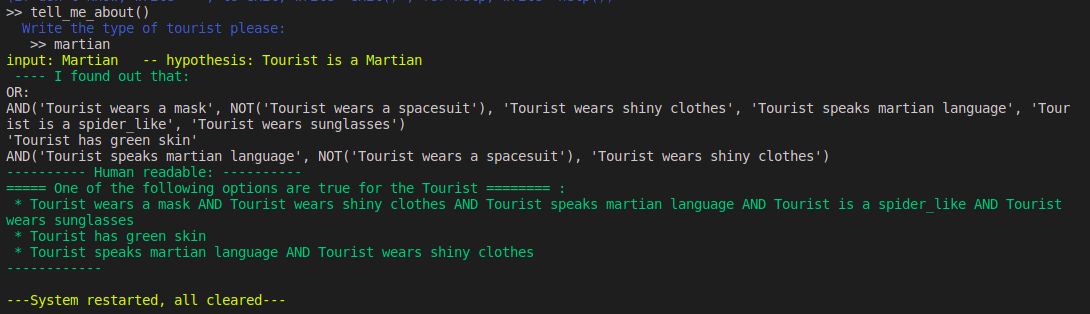 >> tell_me_about()
Write the type of tourist please:
>> martian
input: Martian -- hypothesis: Tourist is a Martian
---- I found out that:
OR:
AND('Tourist wears a mask', NOT('Tourist wears a spacesuit'), 'Tourist wears shiny clothes', 'Tourist speaks martian language', 'Tour
ist is a spider_like', 'Tourist wears sunglasses')
'Tourist has green skin'
AND('Tourist speaks martian language', NOT('Tourist wears a spacesuit'), 'Tourist wears shiny clothes')
---------- Human readable: ----------
===== One of the following options are true for the Tourist ======== :
* Tourist wears a mask AND Tourist wears shiny clothes AND Tourist speaks martian language AND Tourist is a spider_like AND Tourist
wears sunglasses
* Tourist has green skin
* Tourist speaks martian language AND Tourist wears shiny clothes
------------
---System restarted, all cleared---